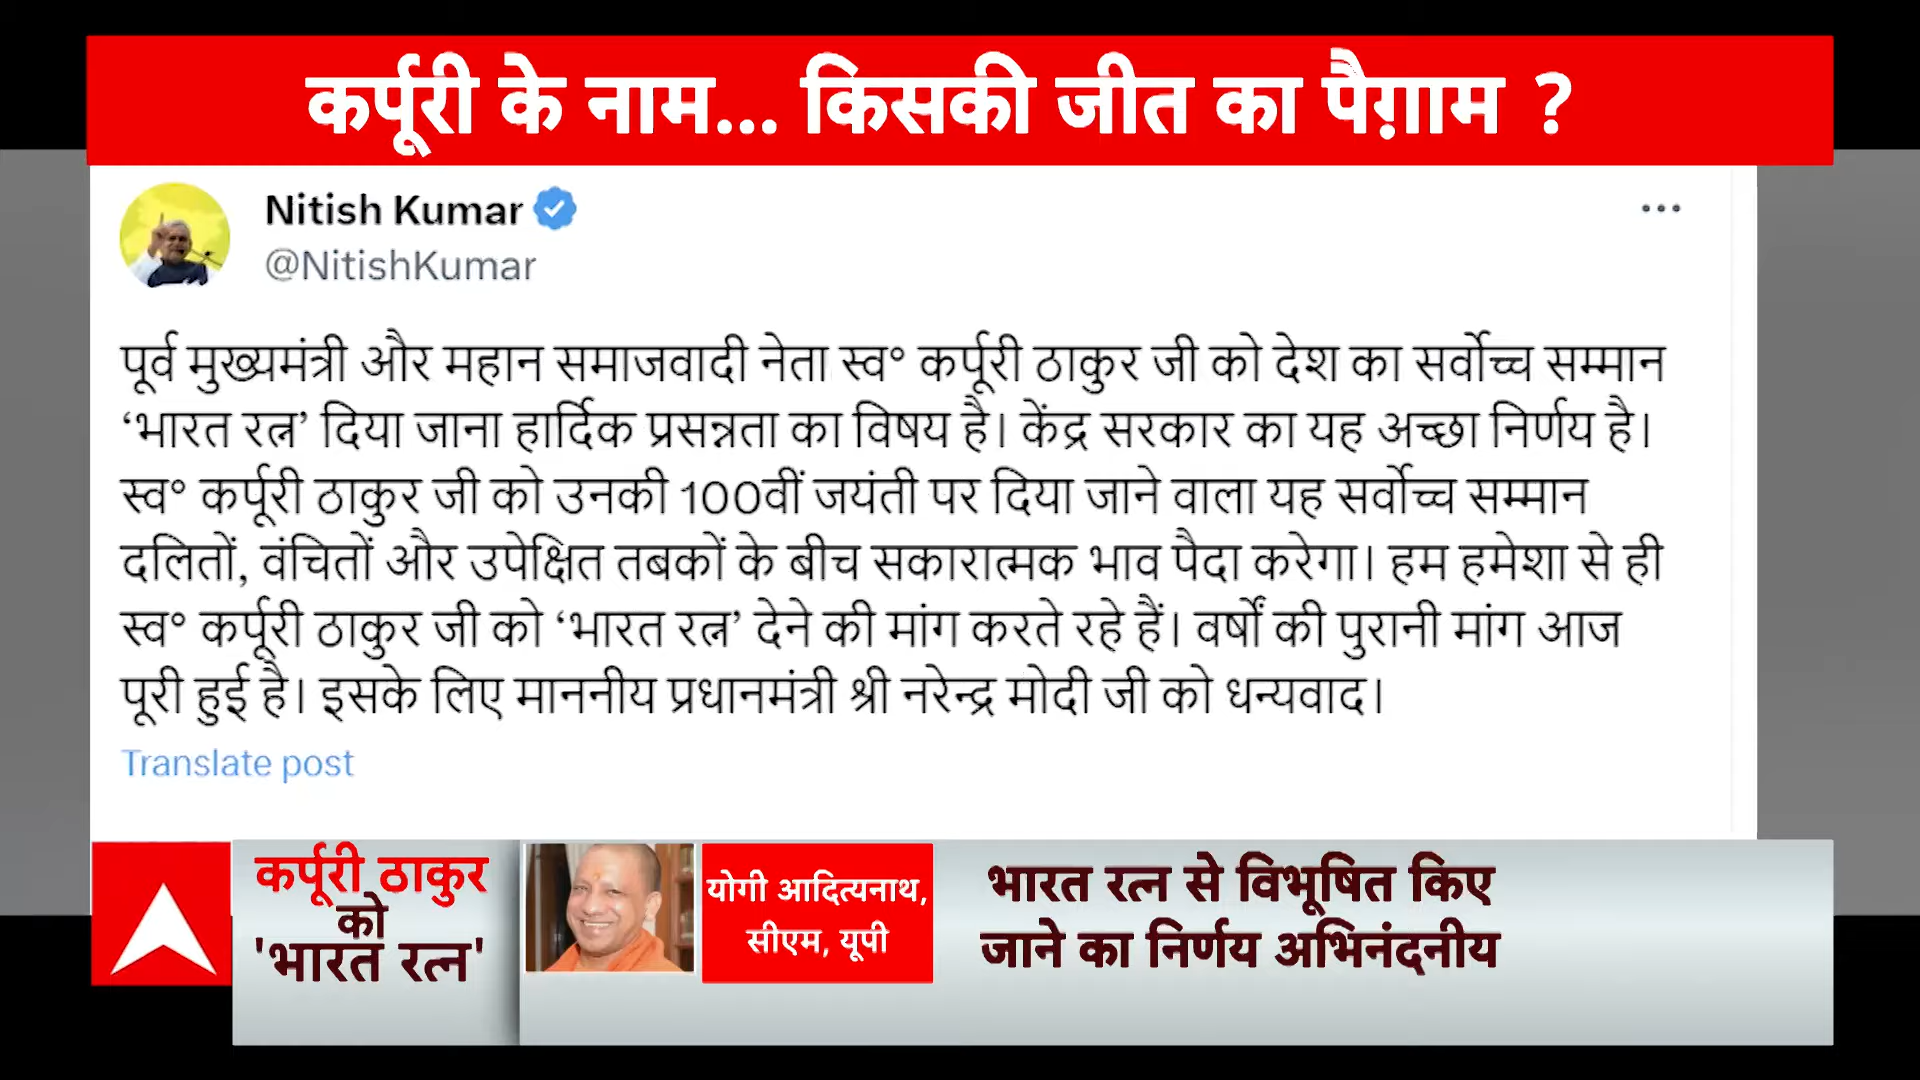 कर्पूरी के नाम... किसकी जीत का पैग़ाम ?
Nitish Kumar
@NitishKumar
पूर्व मुख्यमंत्री और महान समाजवादी नेता स्व॰ कर्पूरी ठाकुर जी को देश का सर्वोच्च सम्मान
‘भारत रत्न’ दिया जाना हार्दिक प्रसन्नता का विषय है। केंद्र सरकार का यह अच्छा निर्णय है।
स्व॰ कर्पूरी ठाकुर जी को उनकी 100वीं जयंती पर दिया जाने वाला यह सर्वोच्च सम्मान
दलितों, वंचितों और उपेक्षित तबकों के बीच सकारात्मक भाव पैदा करेगा। हम हमेशा से ही
स्व॰ कर्पूरी ठाकुर जी को ‘भारत रत्न’ देने की मांग करते रहे हैं। वर्षों की पुरानी मांग आज
पूरी हुई है। इसके लिए माननीय प्रधानमंत्री श्री नरेन्द्र मोदी जी को धन्यवाद।
Translate post
कर्पूरी ठाकुर
को
'भारत रत्न'
योगी आदित्यनाथ,
सीएम, यूपी
भारत रत्न से विभूषित किए
जाने का निर्णय अभिनंदनीय